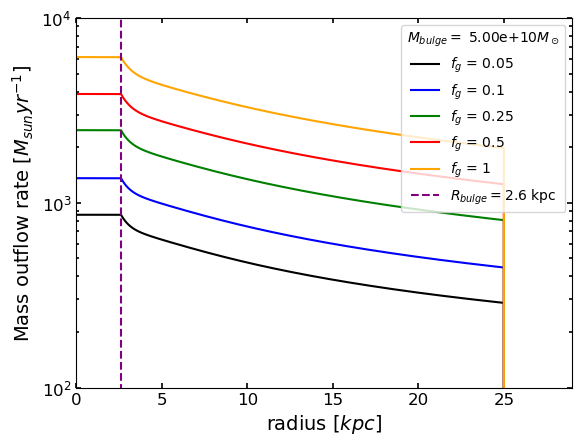 Mass outflow rate [M_sun yr^-1]
10^4
10^3
10^2
M_bulge = 5.00e+10M_⊙
f_g = 0.05
f_g = 0.1
f_g = 0.25
f_g = 0.5
f_g = 1
R_bulge = 2.6 kpc
0 5 10 15 20 25
radius [kpc]